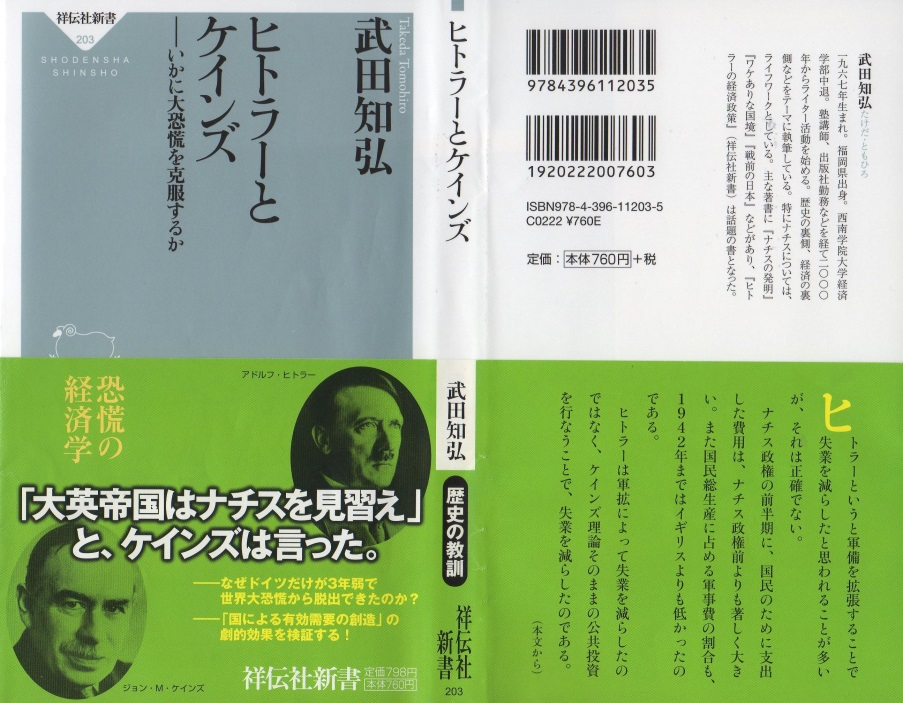 祥伝社新書
203
SHODENSHA
SHINSHO
ヒトラーと
ケインズ
──いかに大恐慌を克服するか
武田知弘
Takeda Tomohiro
恐慌の
経済学
アドルフ・ヒトラー
「大英帝国はナチスを見習え」
と、ケインズは言った。
──なぜドイツだけが3年弱で
世界大恐慌から脱出できたのか？
──「国による有効需要の創造」の
劇的効果を検証する！
ジョン・M・ケインズ
祥伝社新書
定価798円
本体760円
ヒトラーとケインズ
武田知弘
歴史の教訓
祥伝社
新書
203
9784396112035
1920222007603
ISBN978-4-396-11203-5
C0222 ¥760E
定価：本体760円+税
武田知弘 たけだ・ともひろ
一九六七年生まれ。福岡県出身。西南学院大学経済
学部中退。塾講師、出版社勤務などを経て二〇〇〇
年からライター活動を始める。歴史の裏側、経済の裏
側などをテーマに執筆している。特にナチスについては、
ライフワークとしている。主な著書に『ナチスの発明』
『ワケありな国境』『戦前の日本』などがあり、『ヒト
ラーの経済政策』（祥伝社新書）は話題の書となった。
ヒトラーというと軍備を拡張することで
失業を減らしたと思われることが多い
が、それは正確でない。
ナチス政権の前半期に、国民のために支出
した費用は、ナチス政権前よりも著しく大き
い。また国民総生産に占める軍事費の割合も、
1942年まではイギリスよりも低かったの
である。
ヒトラーは軍拡によって失業を減らしたの
ではなく、ケインズ理論そのままの公共投資
を行なうことで、失業を減らしたのである。
（本文から）